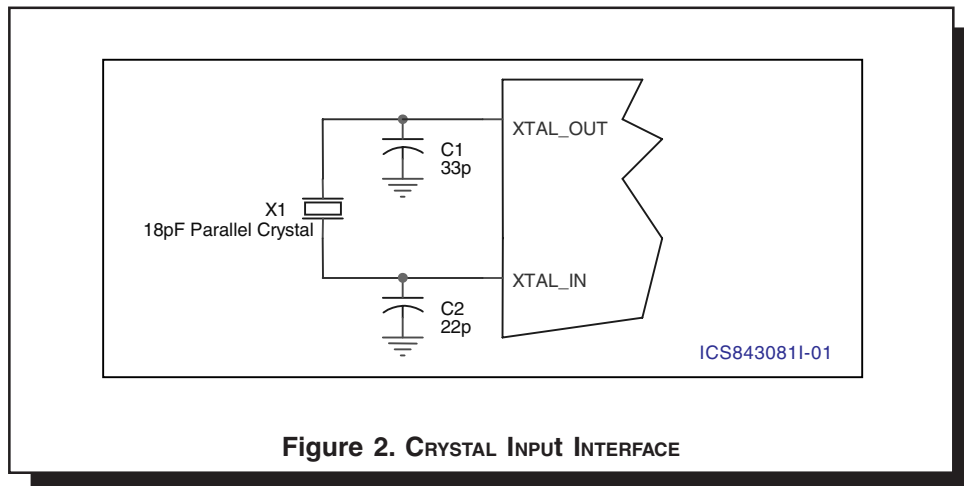 XTAL_OUT
C1
33p
X1
18pF Parallel Crystal
XTAL_IN
C2
22p
ICS843081I-01
Figure 2. CRYSTAL INPUt INTERFACE